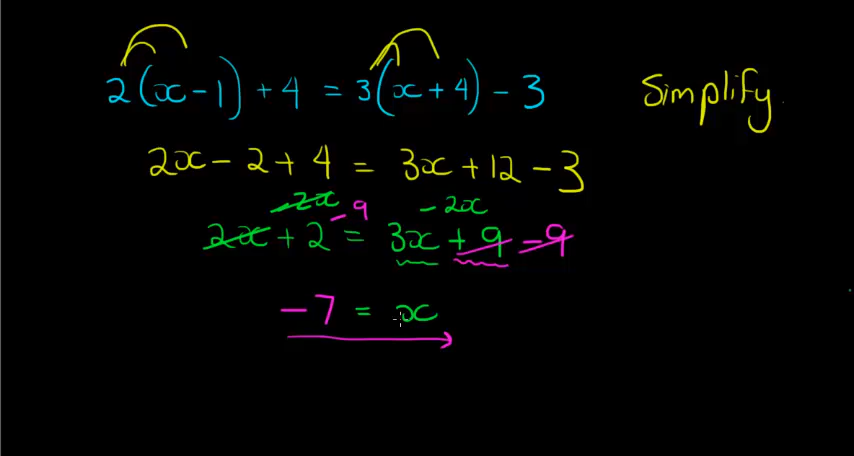 2(x-1)+4 = 3(x+4)-3 Simplify
2x-2+4 = 3x+12-3
-2x -9 -2x
2x+2 = 3x+9-9
-7 = x